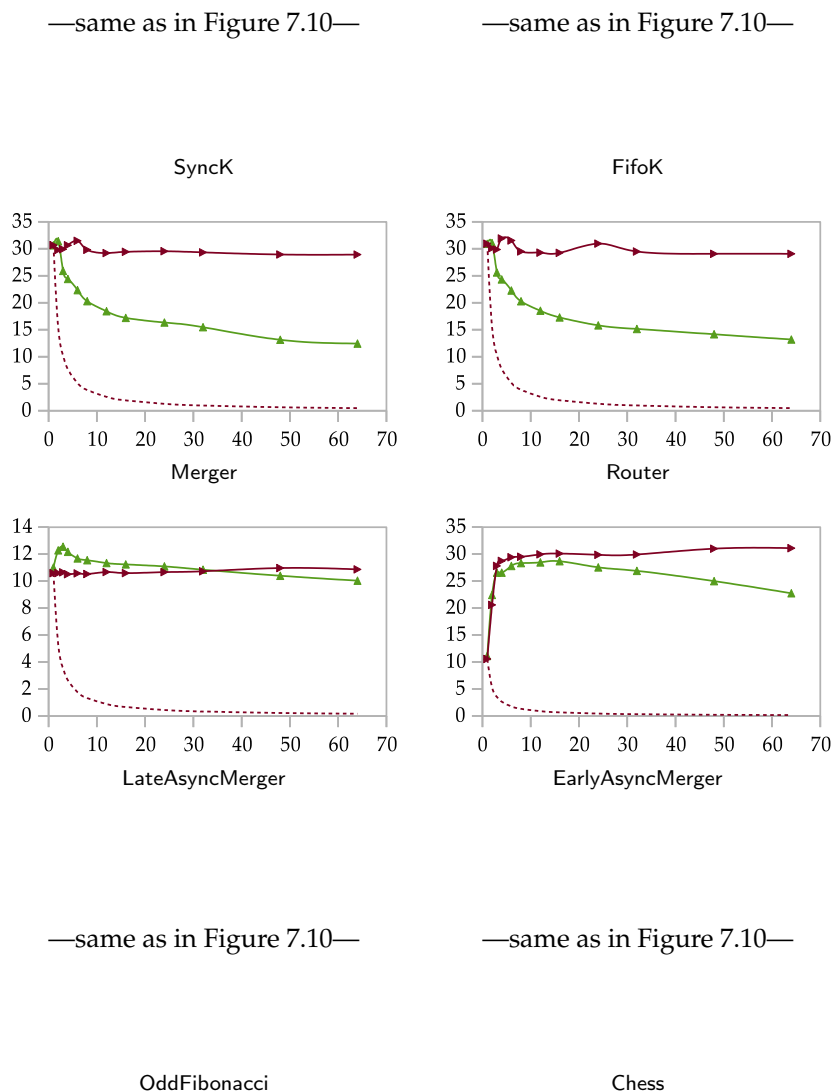 —same as in Figure 7.10— —same as in Figure 7.10—
SyncK FifoK
35 35
30 30
25 25
20 20
15 15
10 10
5 5
0 0
0 10 20 30 40 50 60 70 0 10 20 30 40 50 60 70
Merger Router
14 35
12 30
10 25
8 20
6 15
4 10
2 5
0 0
0 10 20 30 40 50 60 70 0 10 20 30 40 50 60 70
LateAsyncMerger EarlyAsyncMerger
—same as in Figure 7.10— —same as in Figure 7.10—
OddFibonacci Chess